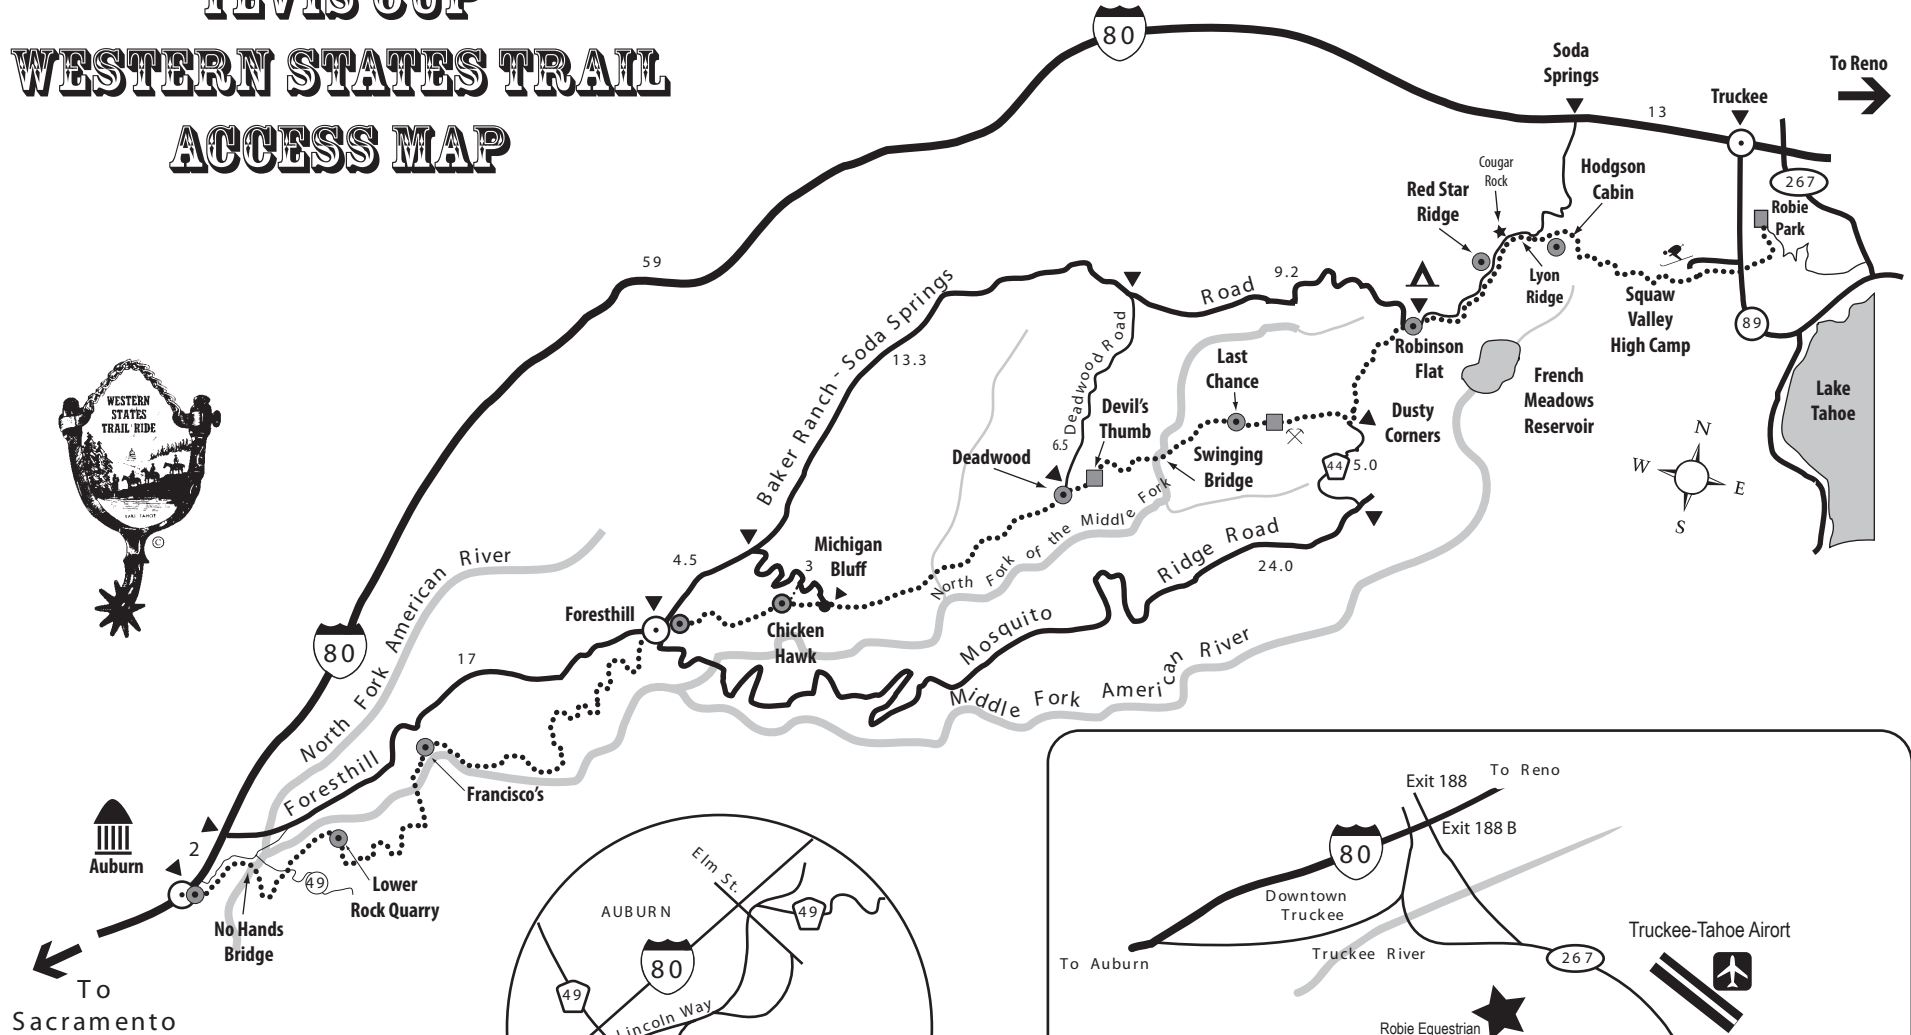 TEVIS CUP
WESTERN STATES TRAIL
ACCESS MAP
80
Soda
Springs
13
Truckee
To Reno
267
Robie
Park
Cougar
Rock
Hodgson
Cabin
Red Star
Ridge
Lyon
Ridge
Squaw
Valley
High Camp
89
59
Baker Ranch - Soda Springs
Road
9.2
13.3
Robinson
Flat
French
Meadows
Reservoir
Lake
Tahoe
Deadwood Road
6.5
Last
Chance
Devil's
Thumb
Deadwood
Dusty
Corners
Swinging
Bridge
44
5.0
N
W
E
S
WESTERN
STATES
TRAIL RIDE
LAKE TAHOE
©
North Fork of the Middle Fork
Mosquito Ridge Road
24.0
4.5
3
Michigan
Bluff
Foresthill
Chicken
Hawk
North Fork American River
80
17
Middle Fork American River
Foresthill
Francisco's
2
Auburn
49
Lower
Rock Quarry
No Hands
Bridge
To
Sacramento
Elm St.
AUBURN
49
80
49
Lincoln Way
Exit 188
To Reno
Exit 188 B
80
Downtown
Truckee
To Auburn
Truckee River
267
Truckee-Tahoe Airort
Robie Equestrian